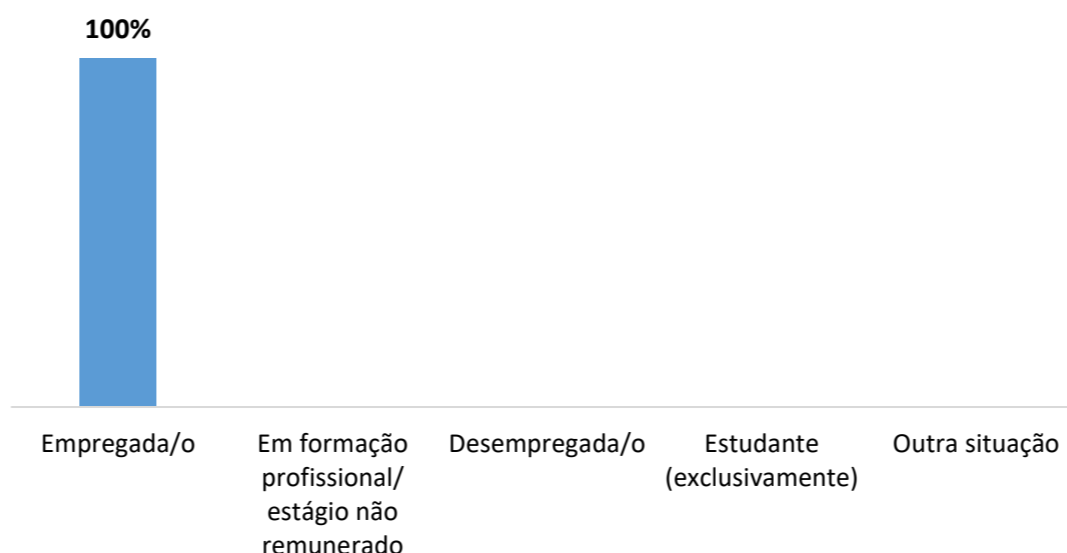 100%
Empregada/o
Em formação
profissional/
estágio não
remunerado
Desempregada/o
Estudante
(exclusivamente)
Outra situação